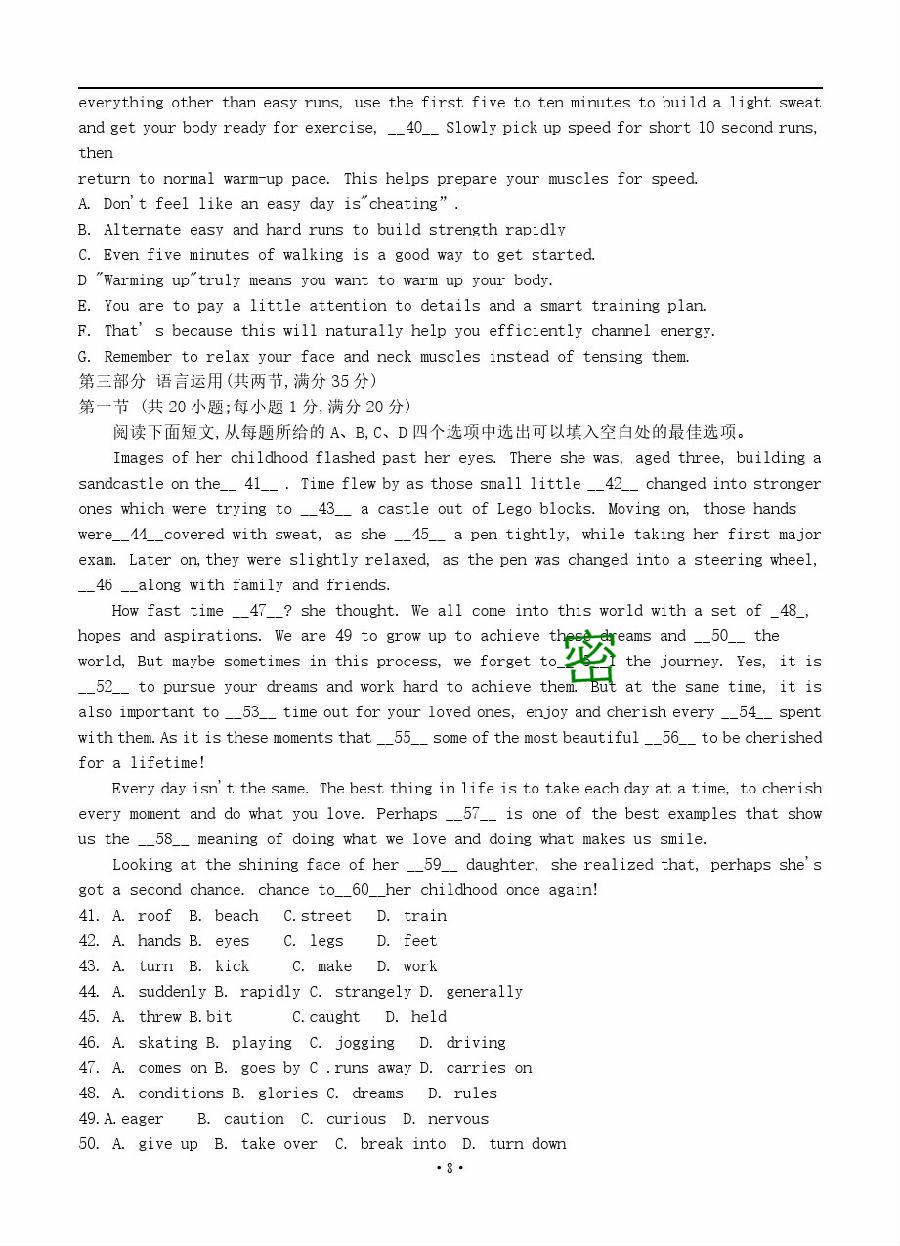 everything other than easy runs, use the first five to ten minutes to build a light sweat
and get your body ready for exercise, __40__ Slowly pick up speed for short 10 second runs,
then
return to normal warm-up pace. This helps prepare your muscles for speed.
A. Don't feel like an easy day is"cheating”.
B. Alternate easy and hard runs to build strength rapidly
C. Even five minutes of walking is a good way to get started.
D "Warming up"truly means you want to warm up your body.
E. You are to pay a little attention to details and a smart training plan.
F. That' s because this will naturally help you efficiently channel energy.
G. Remember to relax your face and neck muscles instead of tensing them.
第三部分 语言运用(共两节,满分 35 分)
第一节 (共 20 小题;每小题 1 分,满分 20 分)
阅读下面短文,从每题所给的 A、B,C、D 四个选项中选出可以填入空白处的最佳选项。
Images of her childhood flashed past her eyes. There she was, aged three, building a
sandcastle on the__ 41__ . Time flew by as those small little __42__ changed into stronger
ones which were trying to __43__ a castle out of Lego blocks. Moving on, those hands
were__44__covered with sweat, as she __45__ a pen tightly, while taking her first major
exam. Later on,they were slightly relaxed, as the pen was changed into a steering wheel,
__46 __along with family and friends.
How fast time __47__? she thought. We all come into this world with a set of _48_,
hopes and aspirations. We are 49 to grow up to achieve these dreams and __50__ the
world, But maybe sometimes in this process, we forget to__ the journey. Yes, it is
__52__ to pursue your dreams and work hard to achieve them. But at the same time, it is
also important to __53__ time out for your loved ones, enjoy and cherish every __54__ spent
with them.As it is these moments that __55__ some of the most beautiful __56__ to be cherished
for a lifetime!
Every day isn't the same. The best thing in life is to take each day at a time, to cherish
every moment and do what you love. Perhaps __57__ is one of the best examples that show
us the __58__ meaning of doing what we love and doing what makes us smile.
Looking at the shining face of her __59__ daughter, she realized that, perhaps she's
got a second chance. chance to__60__her childhood once again!
41. A. roof B. beach C.street D. train
42. A. hands B. eyes C. legs D. feet
43. A. turn B. kick C. make D. work
44. A. suddenly B. rapidly C. strangely D. generally
45. A. threw B.bit C.caught D. held
46. A. skating B. playing C. jogging D. driving
47. A. comes on B. goes by C .runs away D. carries on
48. A. conditions B. glories C. dreams D. rules
49.A.eager B. caution C. curious D. nervous
50. A. give up B. take over C. break into D. turn down
密
·8·